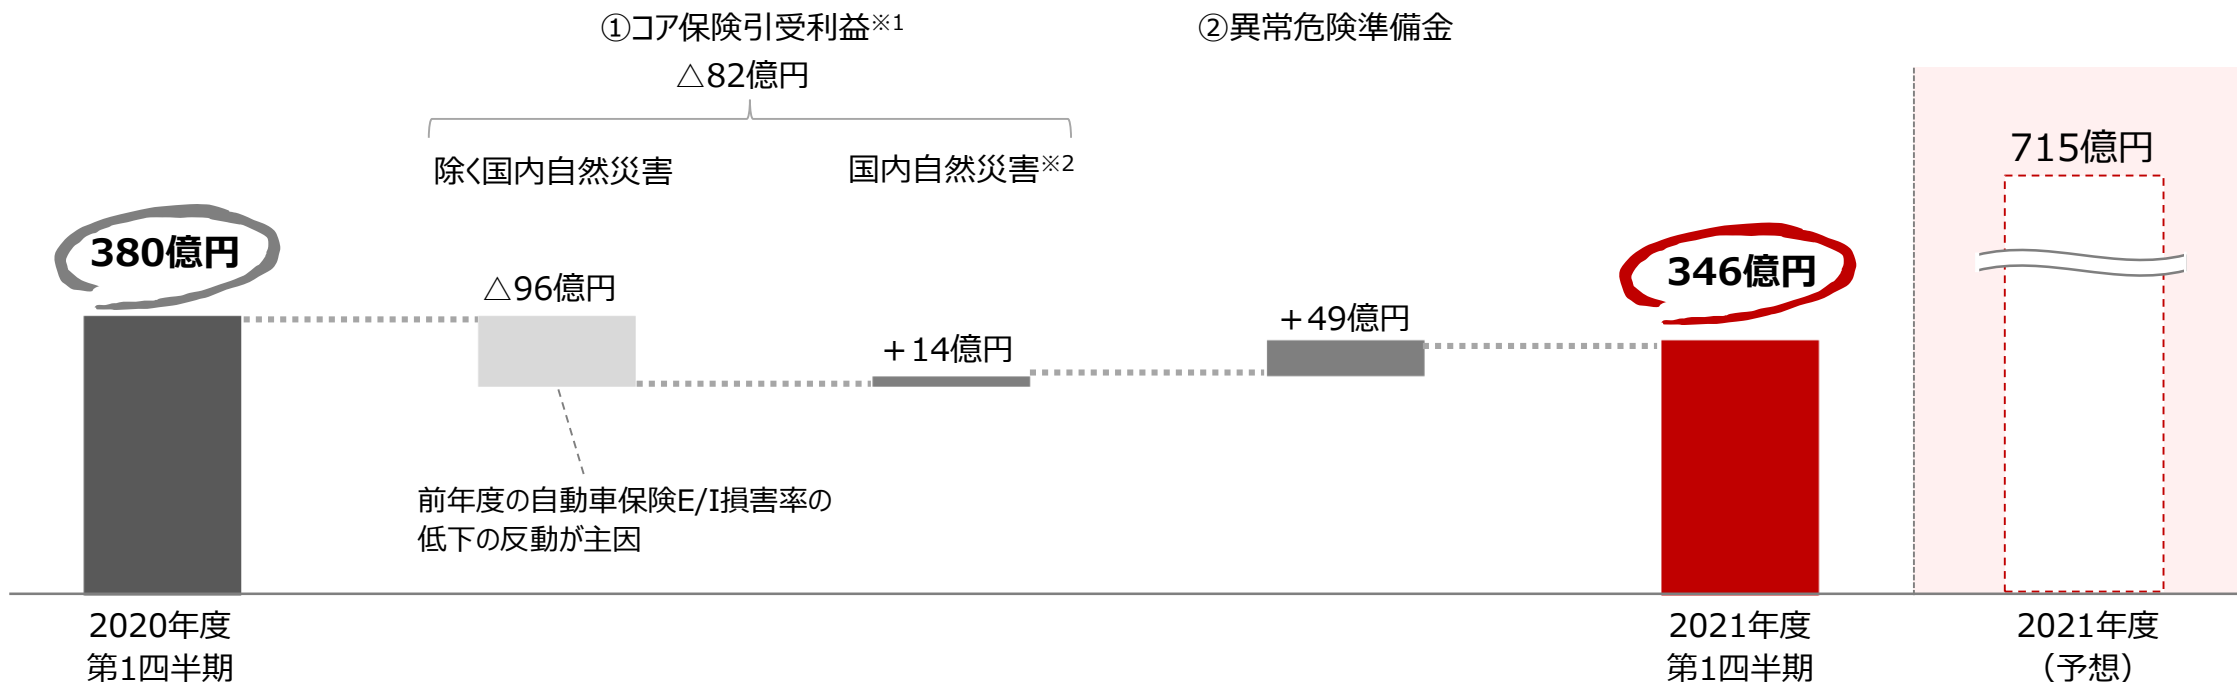 ①コア保険引受利益※1
△82億円
②異常危険準備金
除く国内自然災害
国内自然災害※2
715億円
380億円
△96億円
＋14億円
＋49億円
346億円
前年度の自動車保険E/I損害率の
低下の反動が主因
2020年度
第1四半期
2021年度
第1四半期
2021年度
（予想）